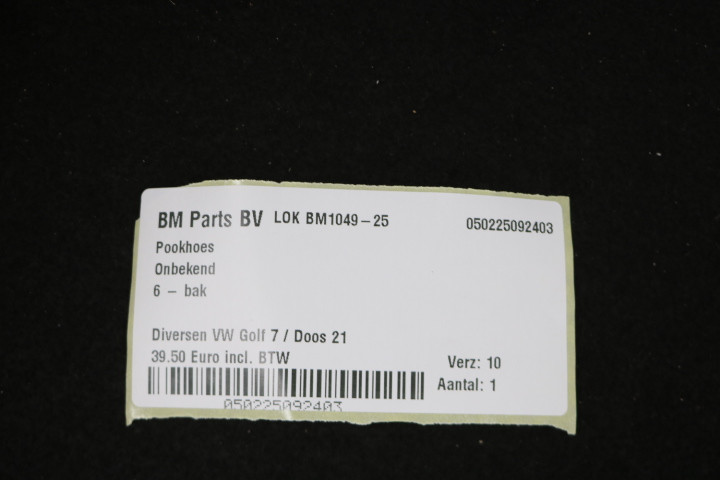 BM Parts BV LOK BM1049-25 050225092403
Pookhoes
Onbekend
6 - bak
Diversen VW Golf 7 / Doos 21
39.50 Euro incl. BTW
Verz: 10
Aantal: 1
050225092403